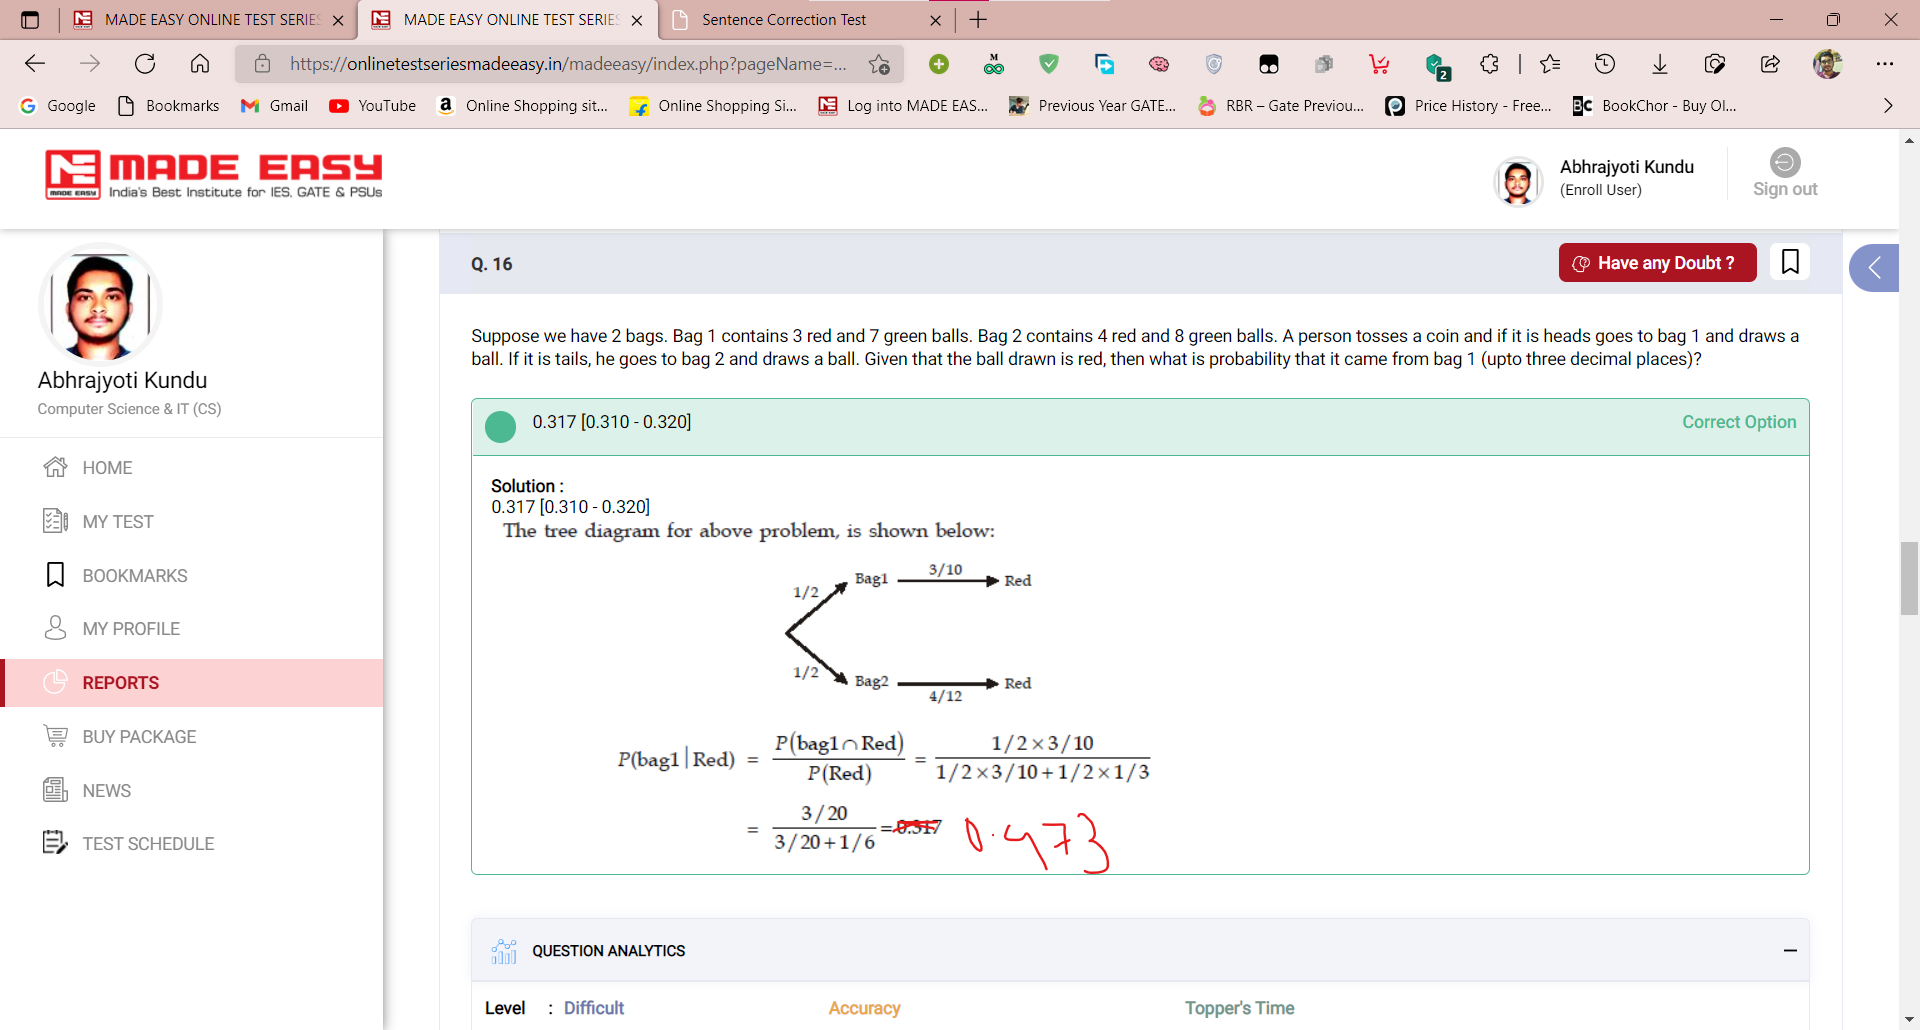 MADE EASY ONLINE TEST SERIES
MADE EASY ONLINE TEST SERIES
Sentence Correction Test
https://onlinetestseriesmadeeasy.in/madeeasy/index.php?pageName=...
2
Google
Bookmarks
Gmail
YouTube
Online Shopping sit...
Online Shopping Si...
Log into MADE EAS...
Previous Year GATE...
RBR – Gate Previou...
Price History - Free...
BookChor - Buy Ol...
MADE EASY
MADE EASY
India's Best Institute for IES, GATE & PSUs
Abhrajyoti Kundu
(Enroll User)
Sign out
Abhrajyoti Kundu
Computer Science & IT (CS)
HOME
MY TEST
BOOKMARKS
MY PROFILE
REPORTS
BUY PACKAGE
NEWS
TEST SCHEDULE
Q. 16
Have any Doubt ?
Suppose we have 2 bags. Bag 1 contains 3 red and 7 green balls. Bag 2 contains 4 red and 8 green balls. A person tosses a coin and if it is heads goes to bag 1 and draws a
ball. If it is tails, he goes to bag 2 and draws a ball. Given that the ball drawn is red, then what is probability that it came from bag 1 (upto three decimal places)?
0.317 [0.310 - 0.320]
Correct Option
Solution :
0.317 [0.310 - 0.320]
The tree diagram for above problem, is shown below:
1/2 Bag1 3/10 Red
1/2 Bag2 4/12 Red
P(bag1|Red) = P(bag1∩Red) / P(Red) = 1/2×3/10 / 1/2×3/10+1/2×1/3
= 3/20 / 3/20+1/6 = 0.317 0.473
QUESTION ANALYTICS
Level : Difficult
Accuracy
Topper's Time